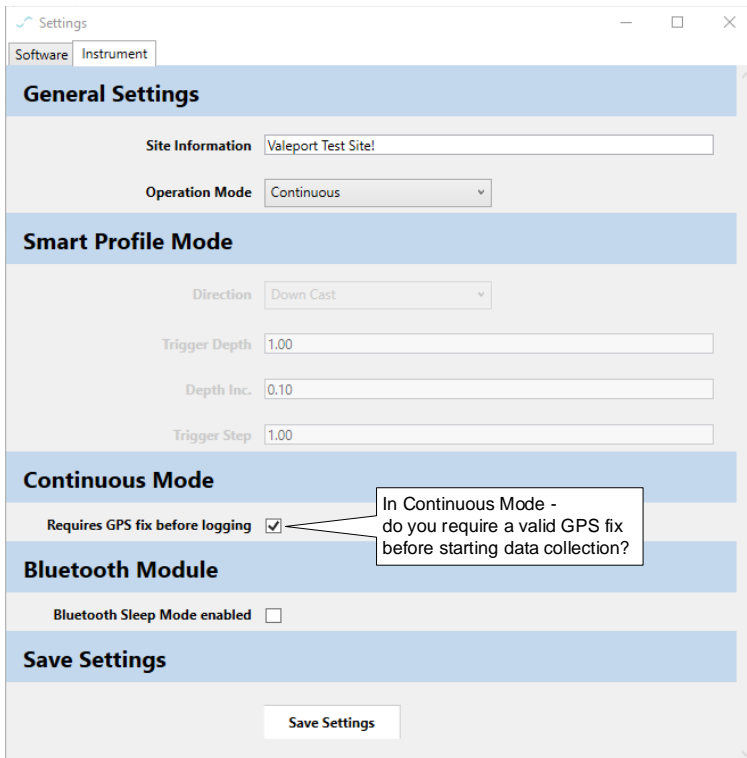 Settings
Software Instrument
General Settings
Site Information Valeport Test Site!
Operation Mode Continuous
Smart Profile Mode
Direction Down Cast
Trigger Depth 1.00
Depth Inc. 0.10
Trigger Step 1.00
Continuous Mode
Requires GPS fix before logging
In Continuous Mode -
do you require a valid GPS fix
before starting data collection?
Bluetooth Module
Bluetooth Sleep Mode enabled
Save Settings
Save Settings